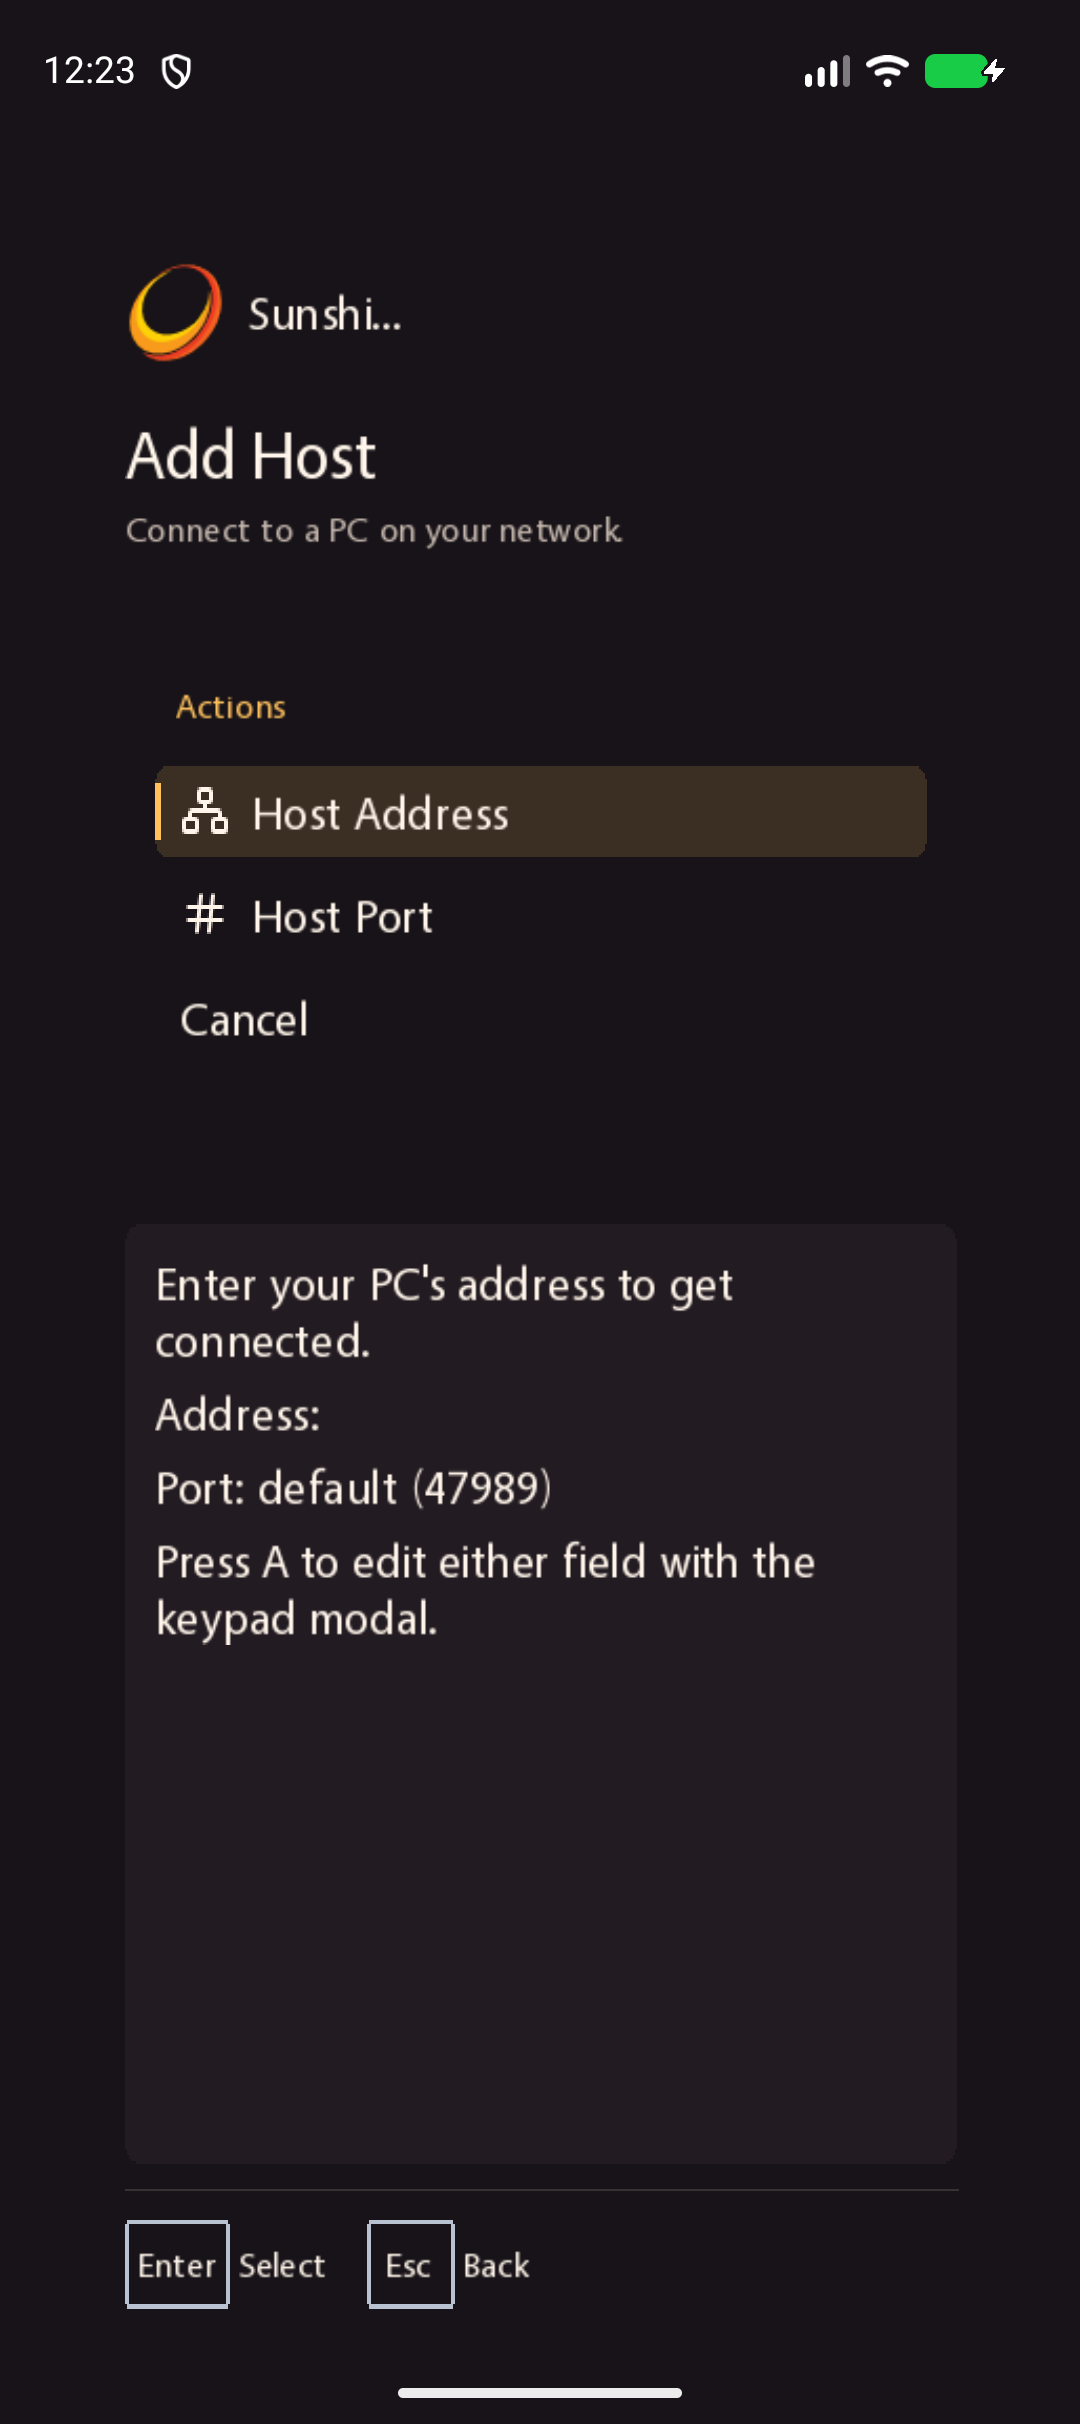 12:23
Sunshi...
Add Host
Connect to a PC on your network.
Actions
Host Address
Host Port
Cancel
Enter your PC's address to get
connected.
Address:
Port: default (47989)
Press A to edit either field with the
keypad modal.
Enter Select Esc Back